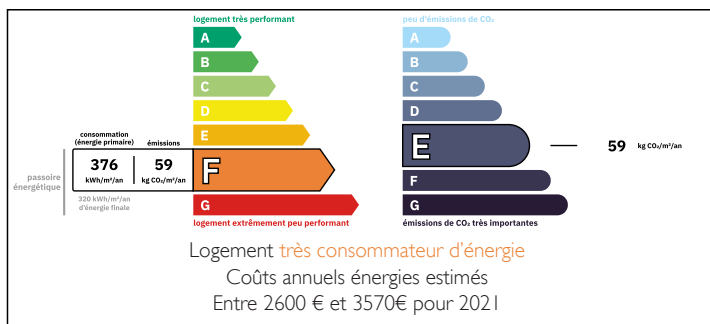 logement très performant
A
B
C
D
E
consommation
(énergie primaire)
émissions
376
kWh/m²/an
59
kg CO₂/m²/an
F
passoire
énergétique
320 kWh/m²/an
d'énergie finale
G
logement extrêmement peu performant
peu d'émissions de CO₂
A
B
C
D
E
59 kg CO₂/m²/an
F
G
émissions de CO₂ très importantes
Logement très consommateur d'énergie
Coûts annuels énergies estimés
Entre 2600 € et 3570€ pour 2021